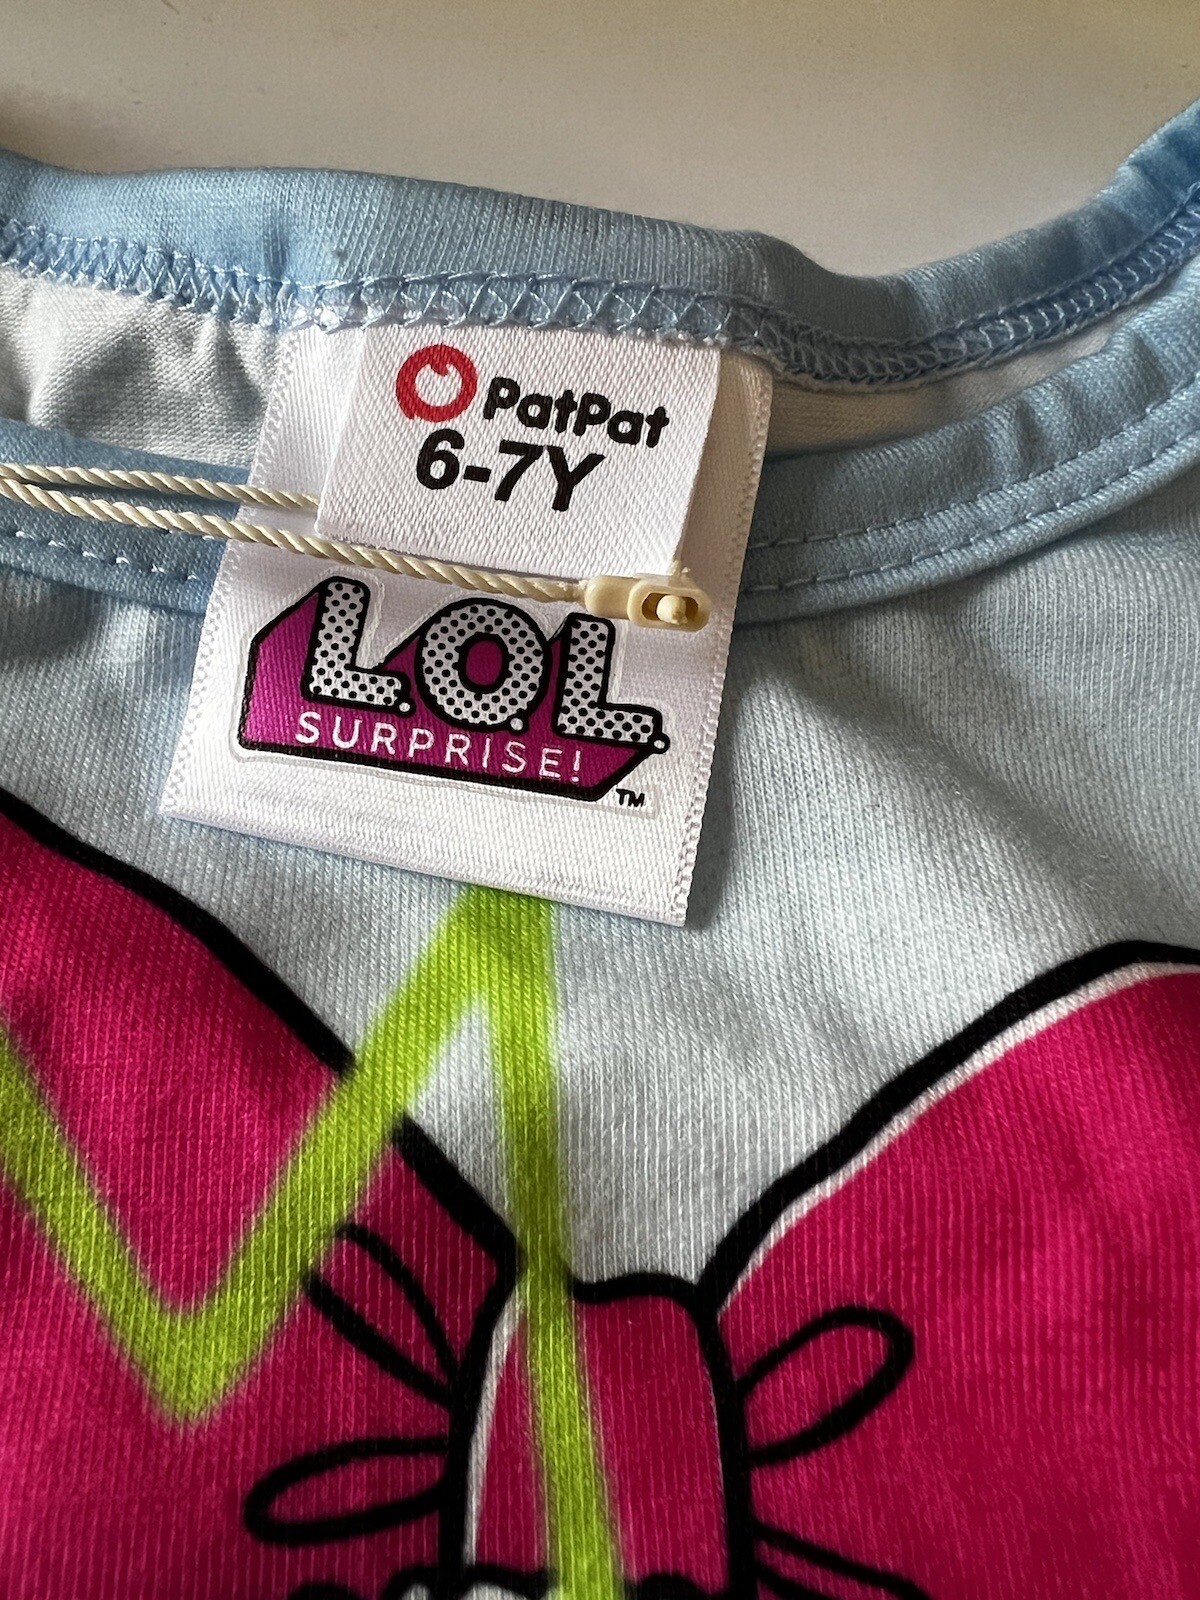 PatPat
6-7Y
L.O.L.
SURPRISE!
TM